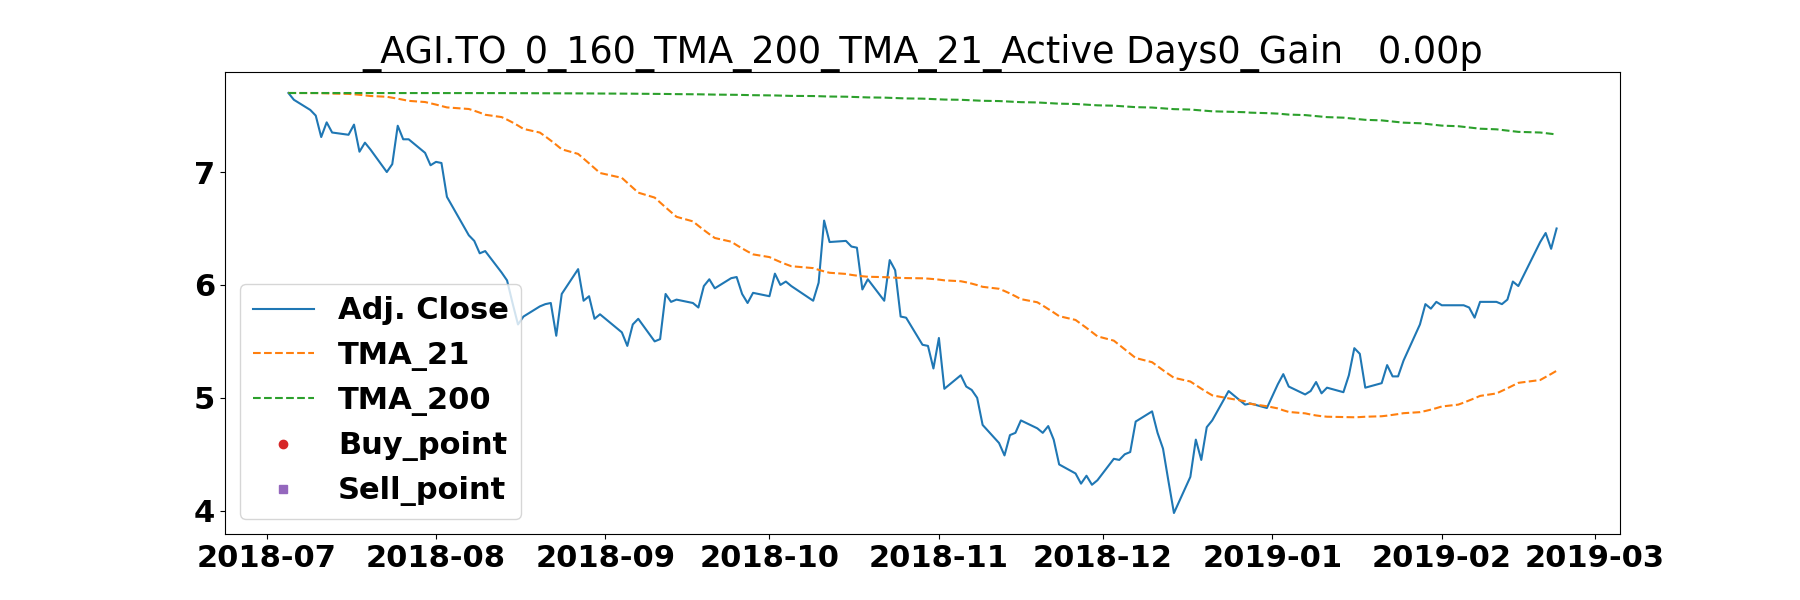 _AGI.TO_0_160_TMA_200_TMA_21_Active Days0_Gain   0.00p
7
6
5
4
Adj. Close
TMA_21
TMA_200
Buy_point
Sell_point
2018-07 2018-08 2018-09 2018-10 2018-11 2018-12 2019-01 2019-02 2019-03